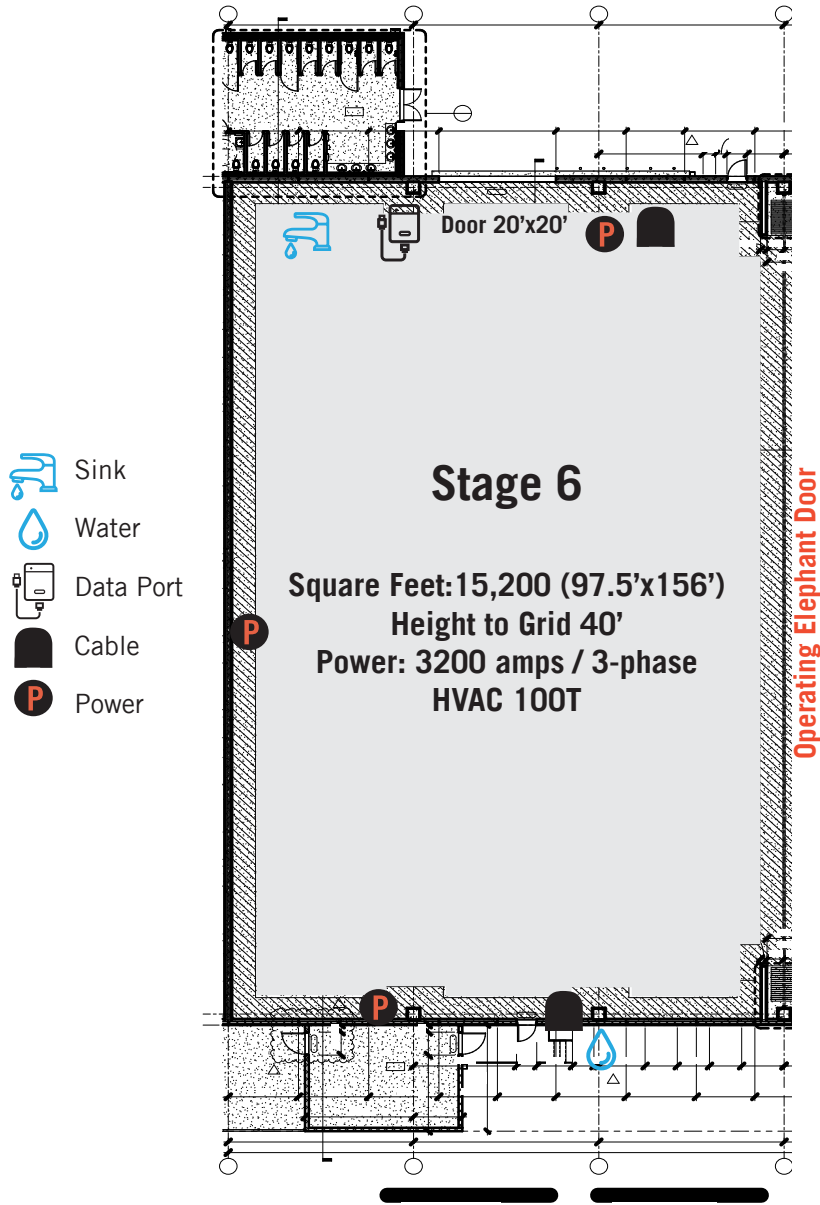 Door 20'x20'
P
Sink
Water
Data Port
Cable
P
Power
Stage 6
Square Feet:15,200 (97.5'x156')
Height to Grid 40'
Power: 3200 amps / 3-phase
HVAC 100T
P
Operating Elephant Door
P